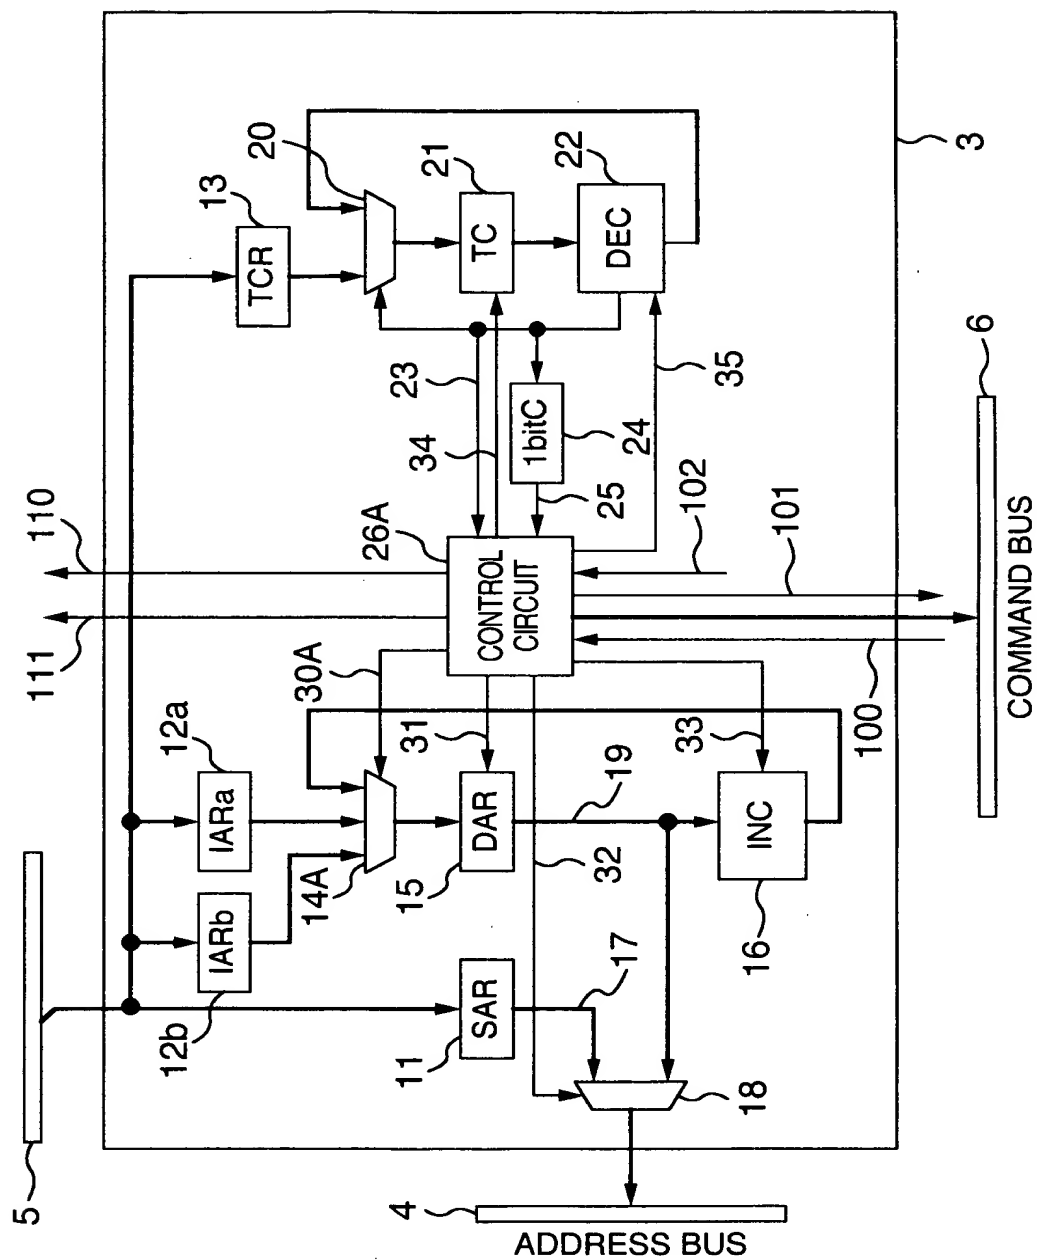 5
12b
IARb
12a
IARa
111
110
13
TCR
20
14A
30A
26A
CONTROL
CIRCUIT
23
34
21
TC
11
SAR
15
DAR
31
25
1bitC
24
22
DEC
17
32
19
33
102
35
18
16
INC
100
101
3
4
ADDRESS BUS
6
COMMAND BUS